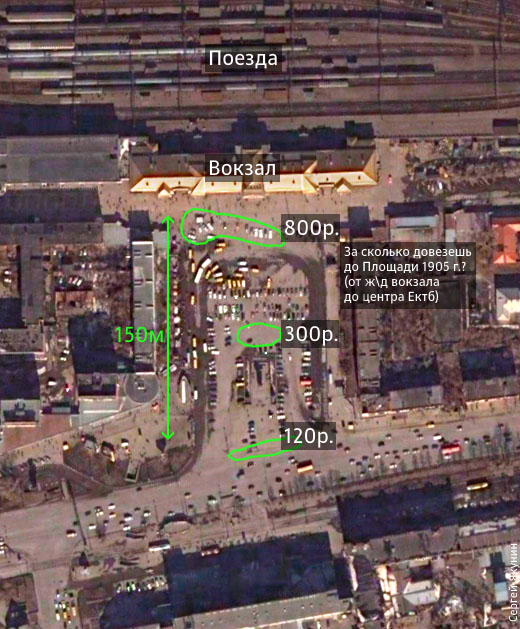 Поезда
Вокзал
800р.
За сколько довезешь
до Площади 1905 г.?
(от ж\д вокзала
до центра Ектб)
150м
300р.
120р.
Сергей Якунин